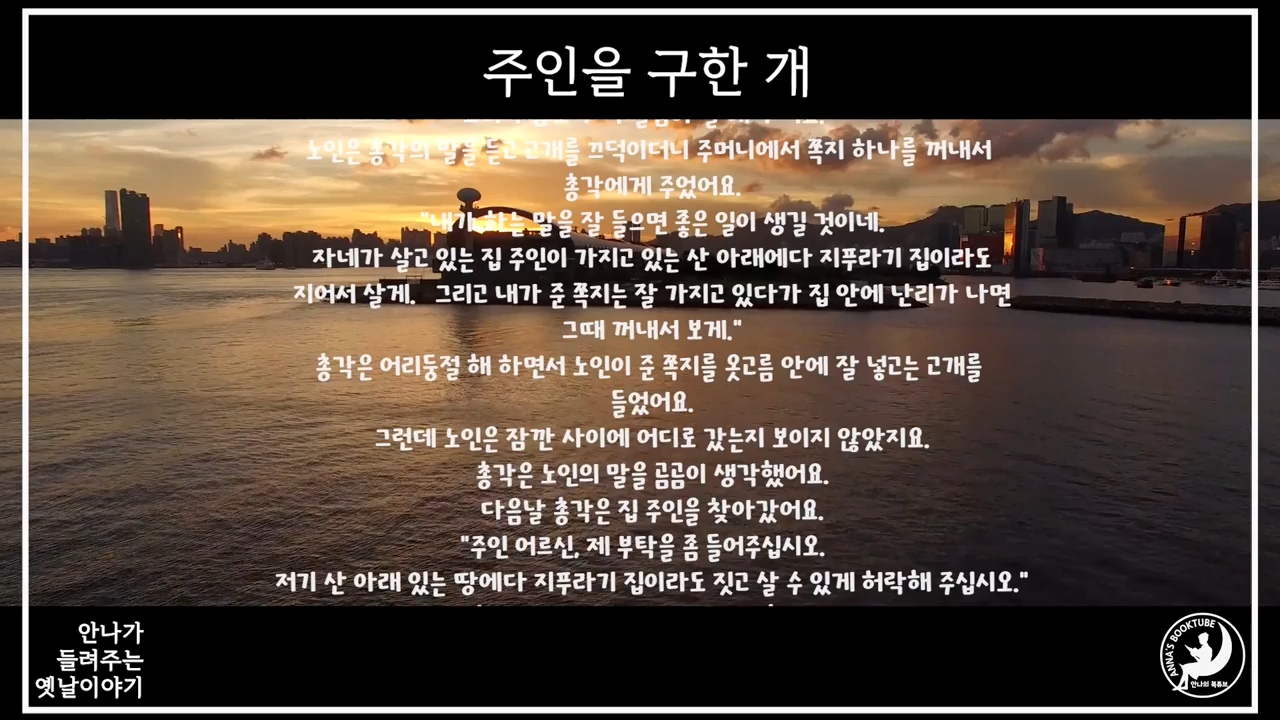 주인을 구한 개
노인은 총각의 말을 듣고 고개를 끄덕이더니 주머니에서 쪽지 하나를 꺼내서
총각에게 주었어요.
"내가 하는 말을 잘 들으면 좋은 일이 생길 것이네.
자네가 살고 있는 집 주인이 가지고 있는 산 아래에다 지푸라기 집이라도
지어서 살게. 그리고 내가 준 쪽지는 잘 가지고 있다가 집 안에 난리가 나면
그때 꺼내서 보게."
총각은 어리둥절 해 하면서 노인이 준 쪽지를 옷고름 안에 잘 넣고는 고개를
들었어요.
그런데 노인은 잠깐 사이에 어디로 갔는지 보이지 않았지요.
총각은 노인의 말을 곰곰이 생각했어요.
다음날 총각은 집 주인을 찾아갔어요.
"주인 어르신, 제 부탁을 좀 들어주십시오.
저기 산 아래 있는 땅에다 지푸라기 집이라도 짓고 살 수 있게 허락해 주십시오."
안나가
들려주는
옛날이야기
ANNA'S BOOKTUBE
안나의 북튜브